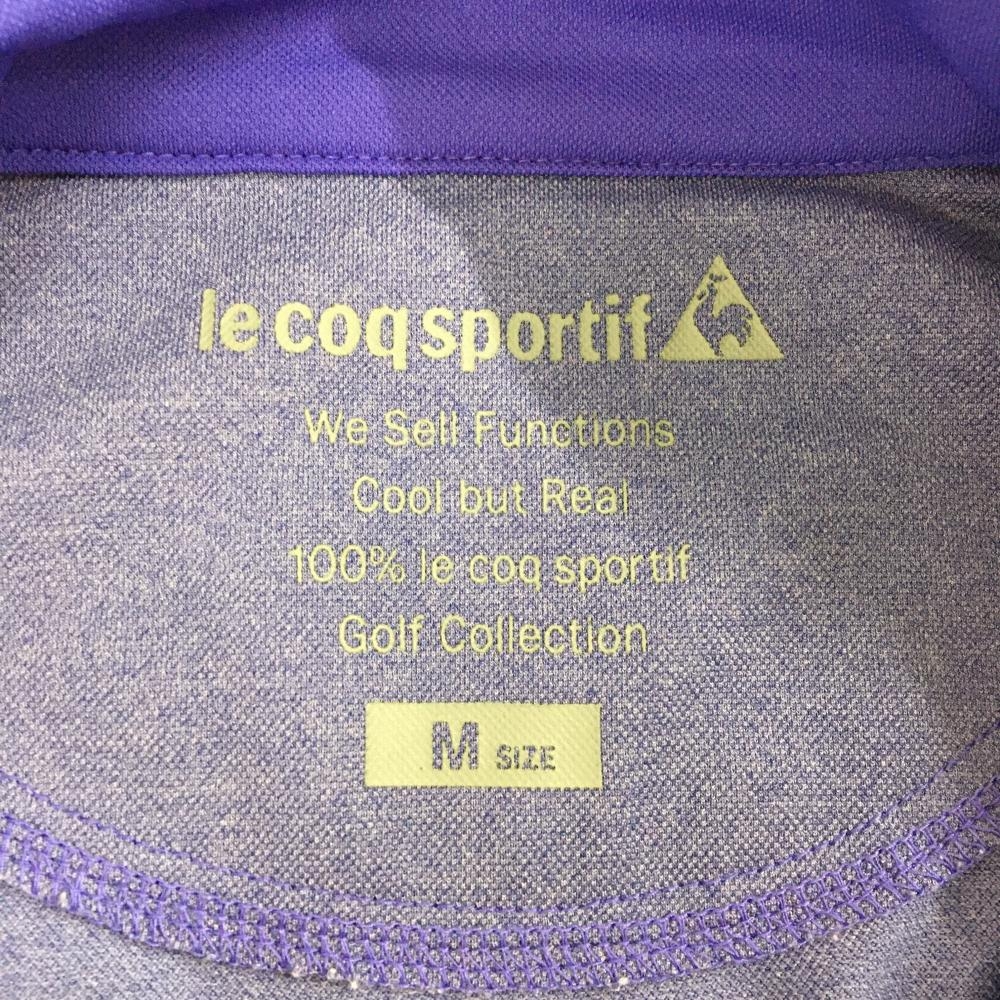 le coq sportif
We Sell Functions
Cool but Real
100% le coq sportif
Golf Collection
M SIZE